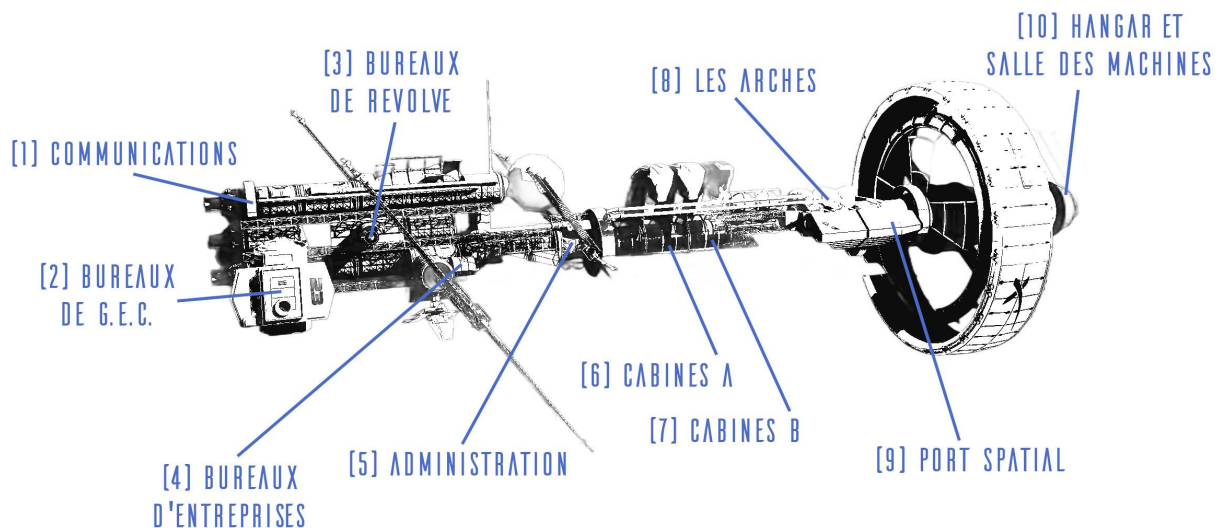 [1] COMMUNICATIONS
[2] BUREAUX
DE G.E.C.
[3] BUREAUX
DE REVOLVE
[4] BUREAUX
D'ENTREPRISES
[5] ADMINISTRATION
[6] CABINES A
[7] CABINES B
[8] LES ARCHES
[9] PORT SPATIAL
[10] HANGAR ET
SALLE DES MACHINES